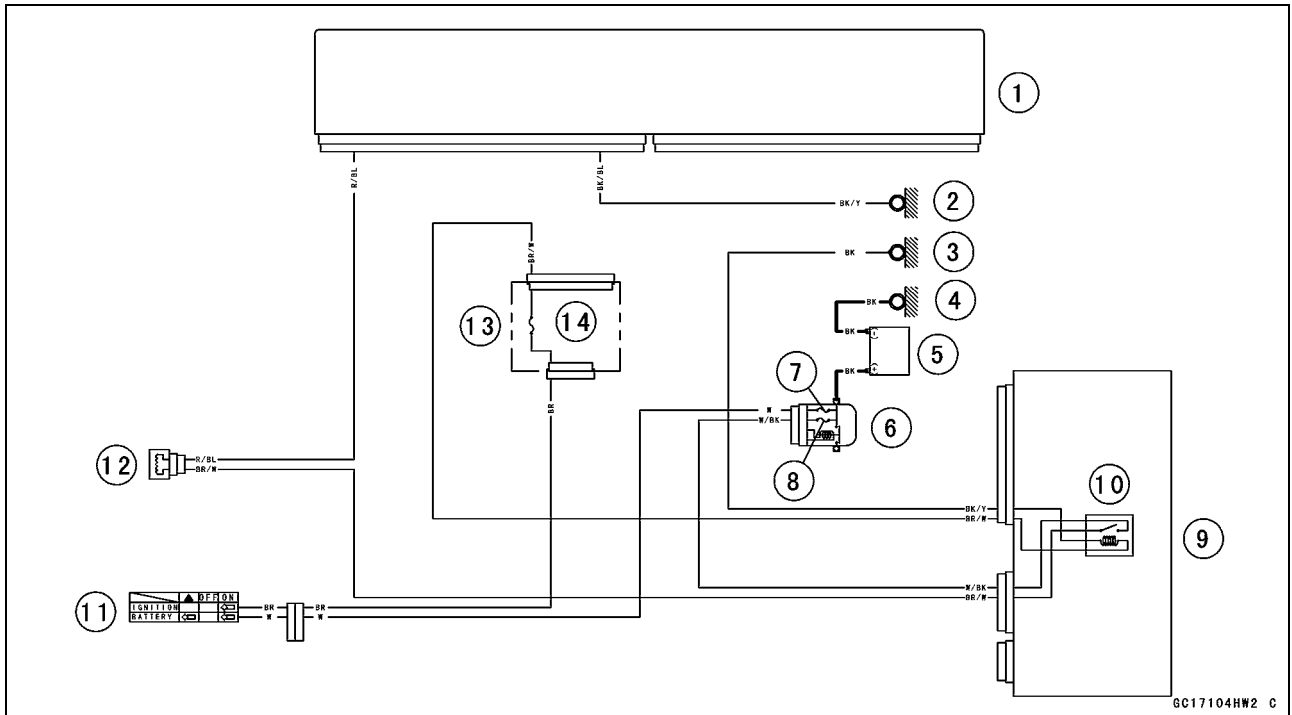 1
R/BL
BK/BL
BK/Y
2
BR/W
BK
3
BK
4
13
14
BK
5
BK
7
W
W/BK
6
8
12
R/BL
BR/W
BR
10
BK/Y
BR/W
9
W/BK
BR/W
11
▲ OFF ON
IGNITION
BATTERY
BR BR
W W
GC17104HW2 C